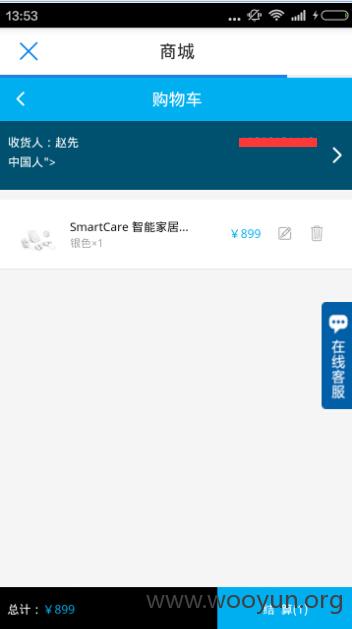 13:53
商城
购物车
收货人：赵先
中国人">
SmartCare 智能家居...
银色×1
￥899
在线客服
总计：￥899
结 算(1)
www.wooyun.org